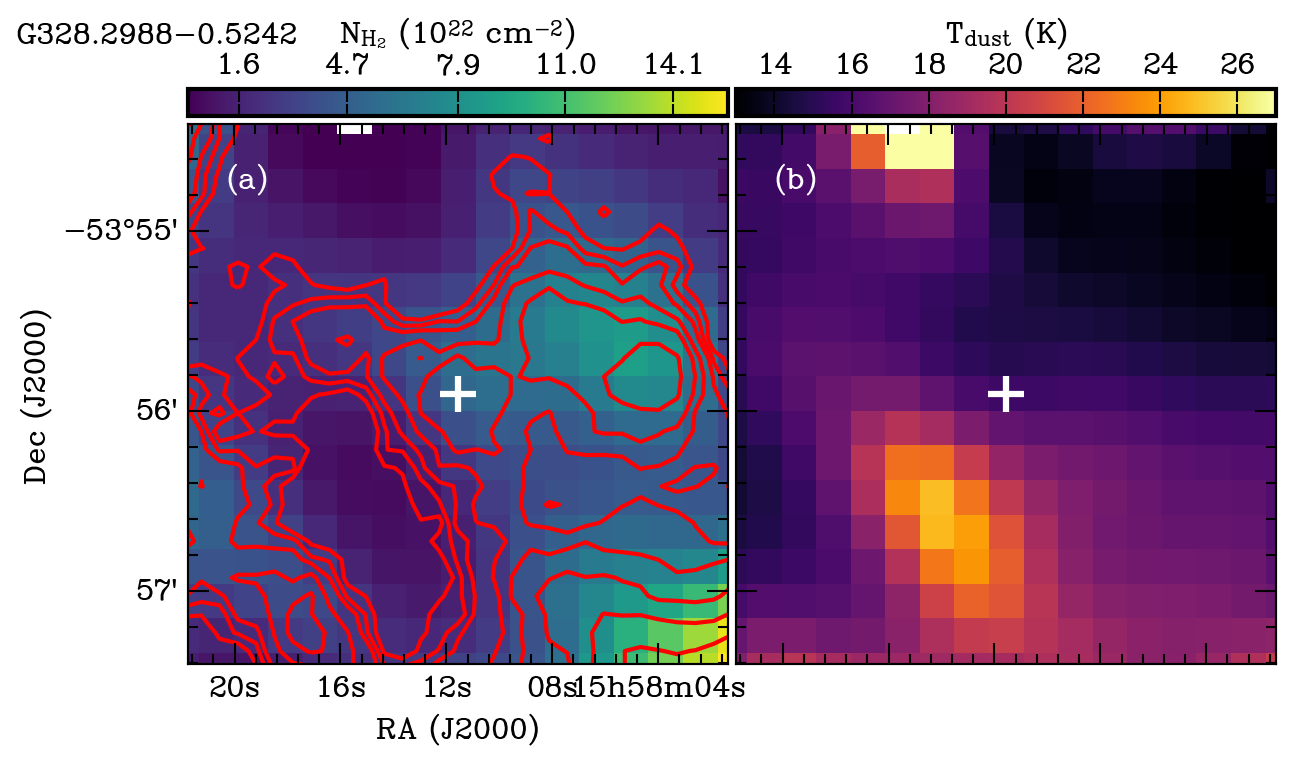 G328.2988−0.5242 N_H₂ (10²² cm⁻²) T_dust (K)
1.6 4.7 7.9 11.0 14.1 14 16 18 20 22 24 26
(a) (b)
−53°55'
56'
57'
Dec (J2000)
20s 16s 12s 08s 15h58m04s
RA (J2000)